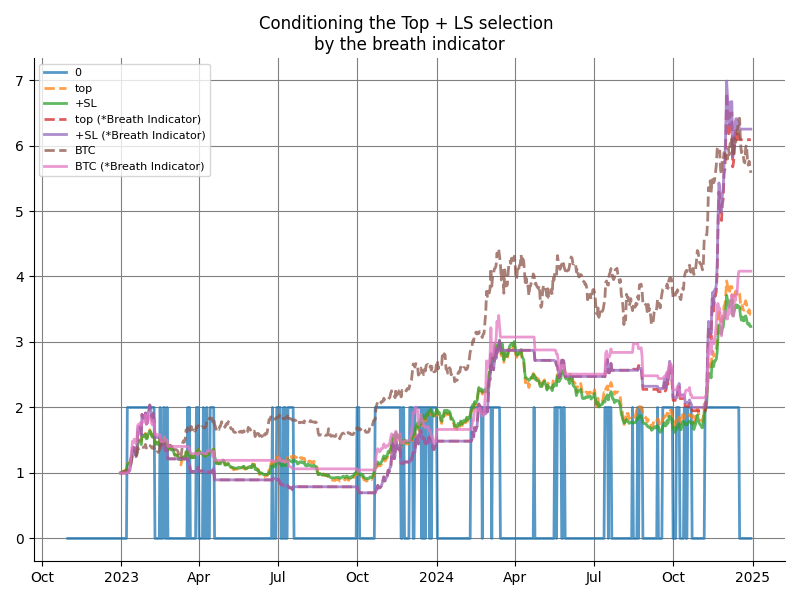 Conditioning the Top + LS selection
by the breath indicator
0
top
+SL
top (*Breath Indicator)
+SL (*Breath Indicator)
BTC
BTC (*Breath Indicator)
7
6
5
4
3
2
1
0
Oct
2023
Apr
Jul
Oct
2024
Apr
Jul
Oct
2025